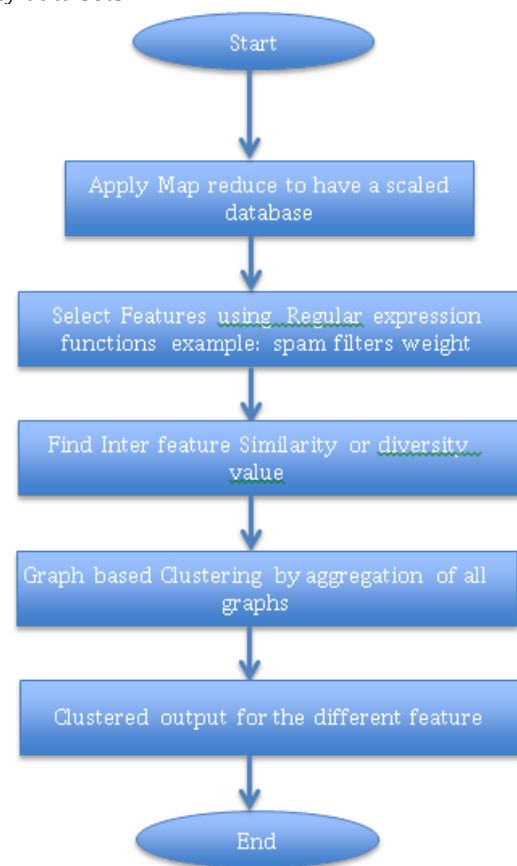 Start
Apply Map reduce to have a scaled
database
Select Features using Regular expression
functions example: spam filters weight
Find Inter feature Similarity or diversity
value
Graph based Clustering by aggregation of all
graphs
Clustered output for the different feature
End